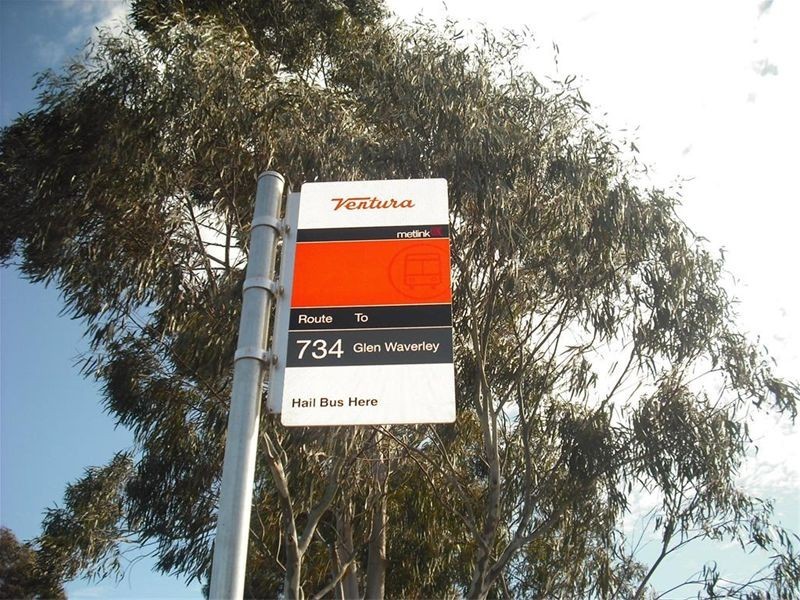 Ventura
metlink
Route To
734 Glen Waverley
Hail Bus Here